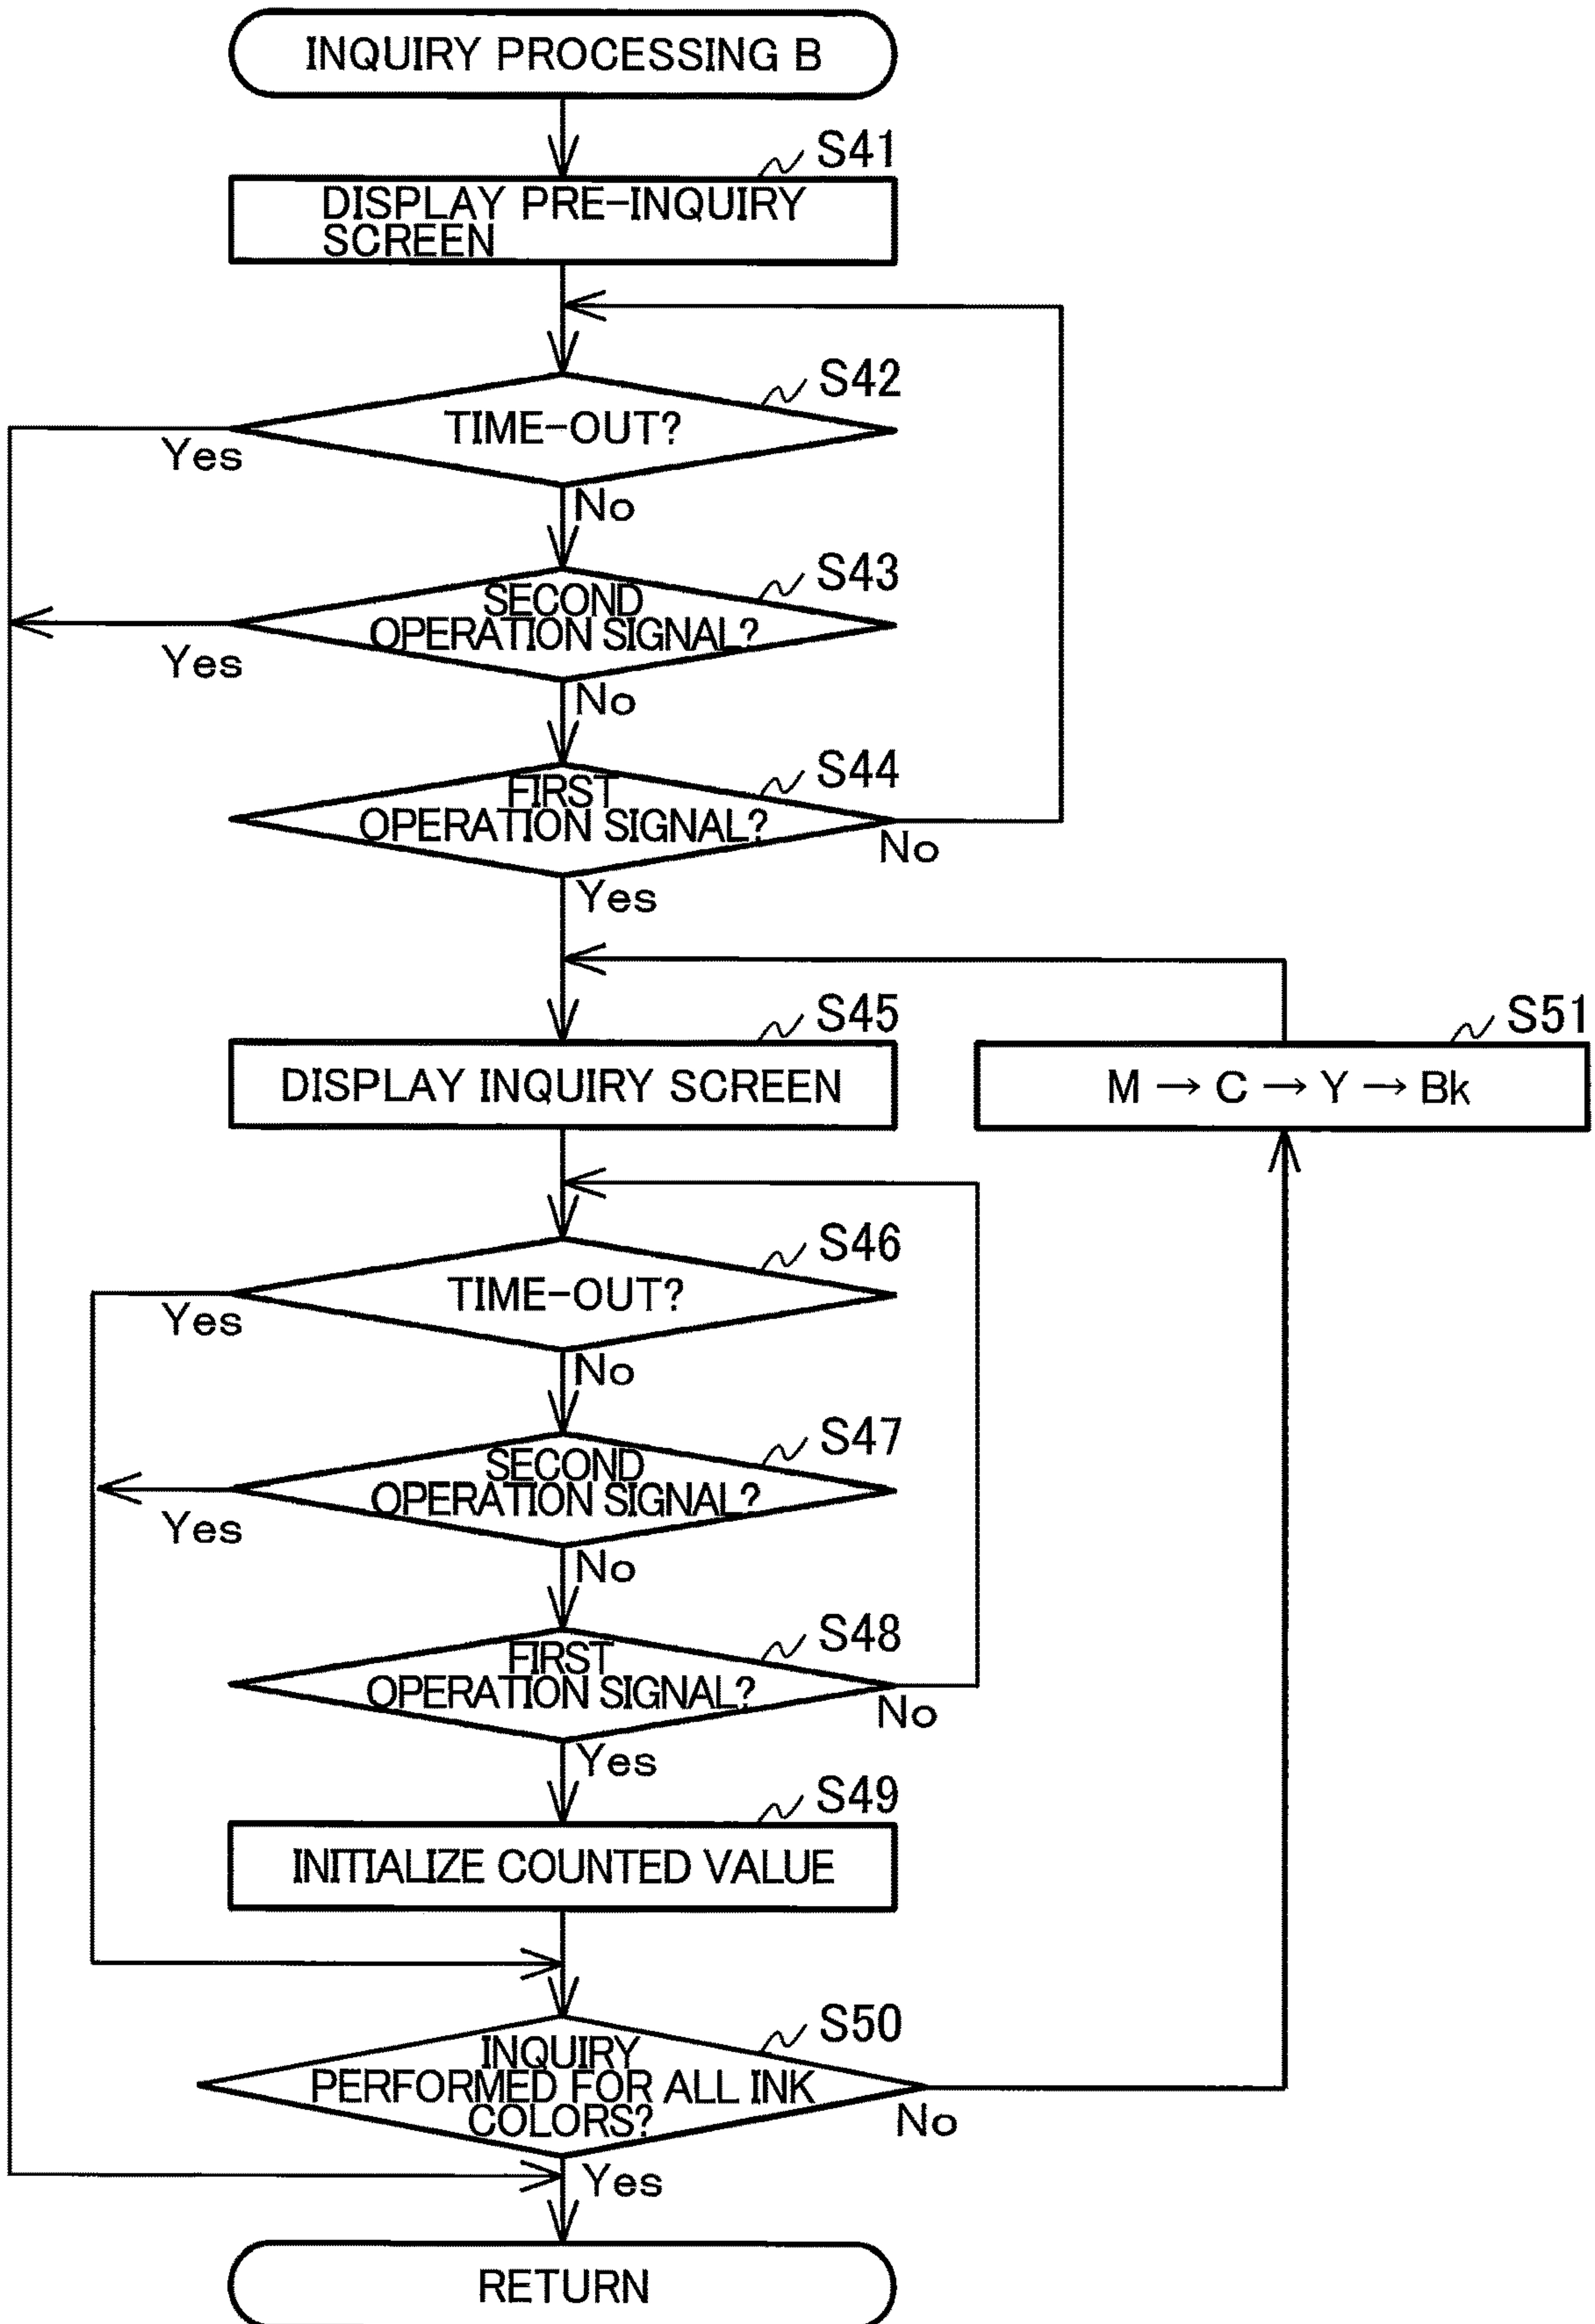 INQUIRY PROCESSING B
S41
DISPLAY PRE-INQUIRY
SCREEN
S42
TIME-OUT?
Yes
No
S43
SECOND
OPERATION SIGNAL?
Yes
No
S44
FIRST
OPERATION SIGNAL?
No
Yes
S45
DISPLAY INQUIRY SCREEN
S51
M → C → Y → Bk
S46
TIME-OUT?
Yes
No
S47
SECOND
OPERATION SIGNAL?
Yes
No
S48
FIRST
OPERATION SIGNAL?
No
Yes
S49
INITIALIZE COUNTED VALUE
S50
INQUIRY
PERFORMED FOR ALL INK
COLORS?
No
Yes
RETURN